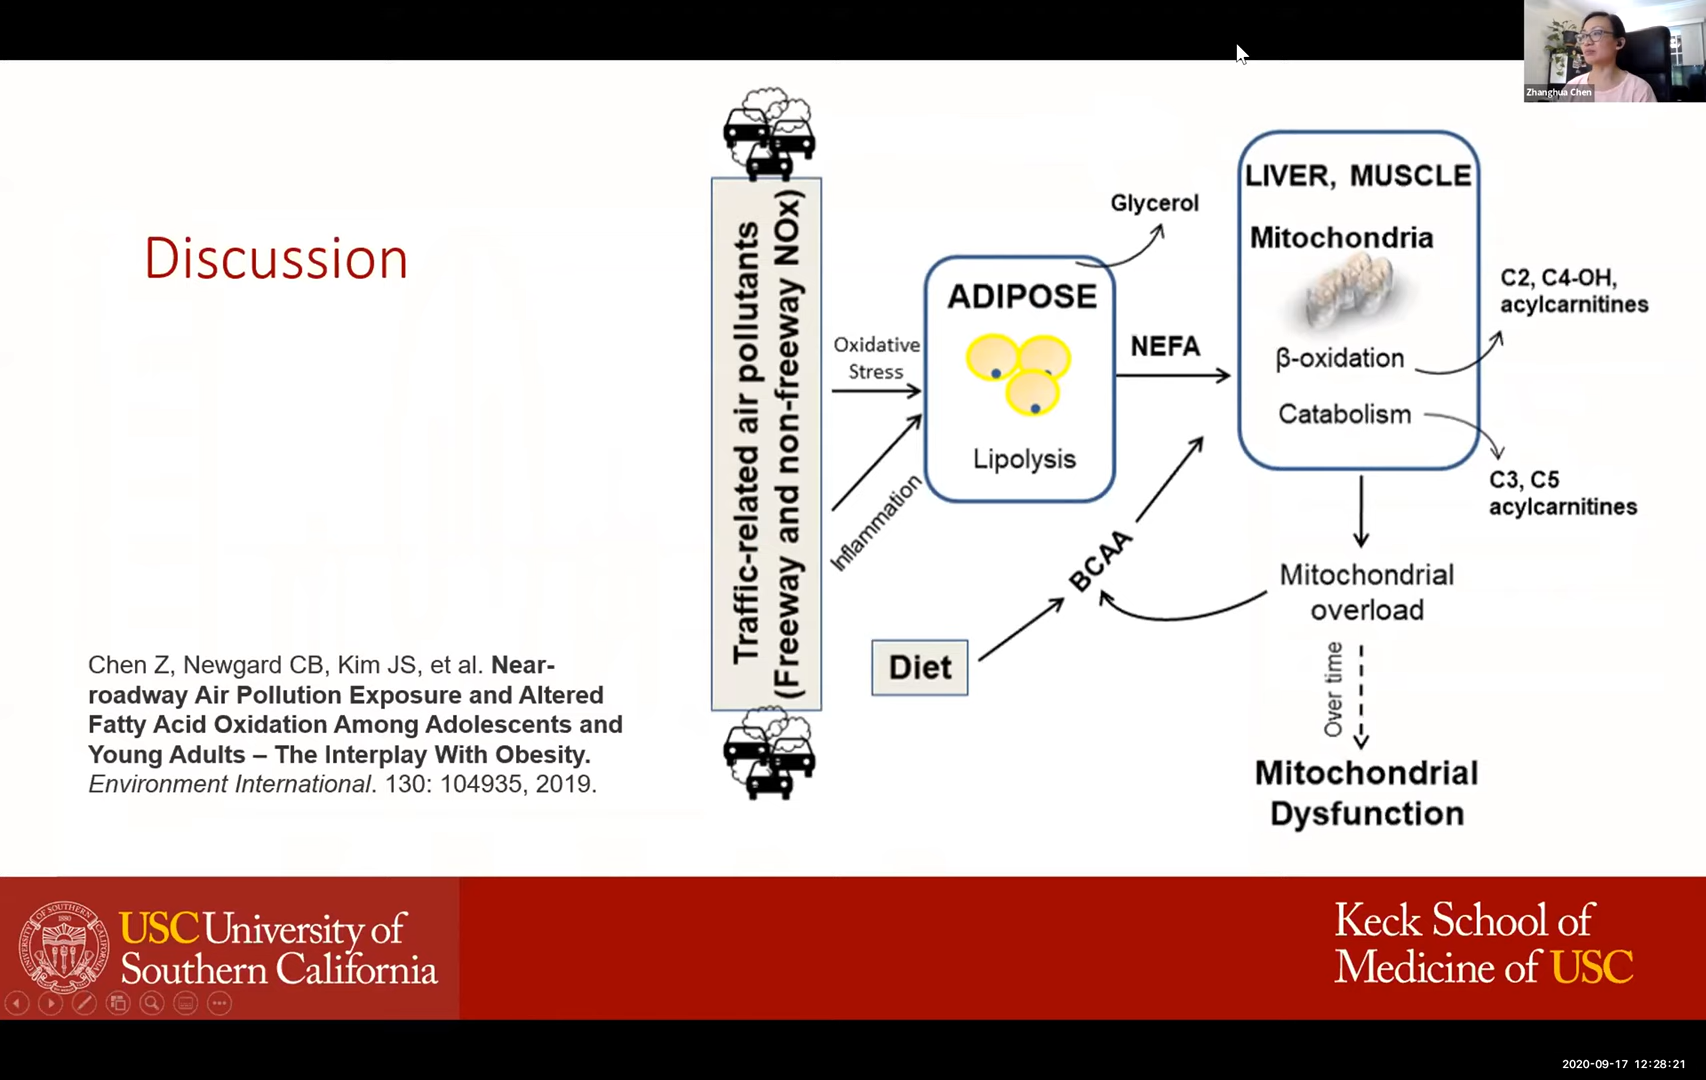 Zhanghua Chen
Discussion
Chen Z, Newgard CB, Kim JS, et al. Near-
roadway Air Pollution Exposure and Altered
Fatty Acid Oxidation Among Adolescents and
Young Adults – The Interplay With Obesity.
Environment International. 130: 104935, 2019.
Traffic-related air pollutants
(Freeway and non-freeway NOx)
Oxidative
Stress
Inflammation
ADIPOSE
Lipolysis
Glycerol
NEFA
Diet
BCAA
LIVER, MUSCLE
Mitochondria
β-oxidation
Catabolism
C2, C4-OH,
acylcarnitines
C3, C5
acylcarnitines
Mitochondrial
overload
Over time
Mitochondrial
Dysfunction
USC University of
Southern California
Keck School of
Medicine of USC
2020-09-17 12:28:21